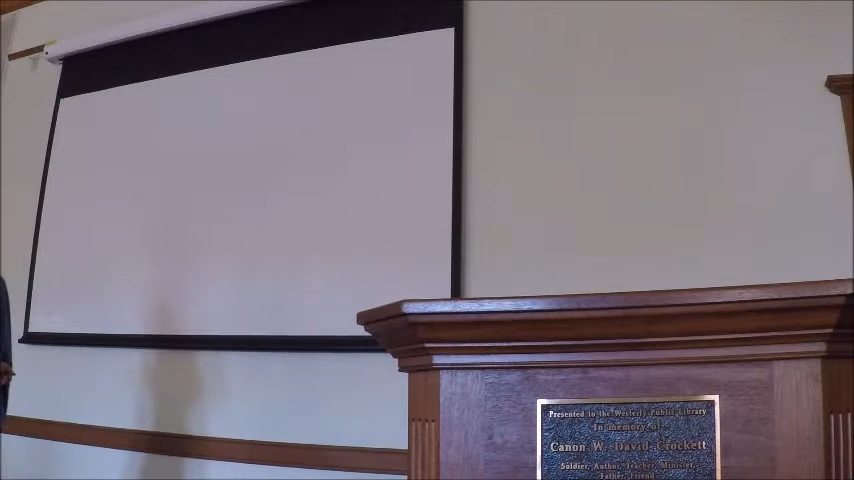 Presented to the Westerly Public Library
In memory of
Canon W. David Crockett
Soldier, Author, Teacher, Minister,
Father, Friend